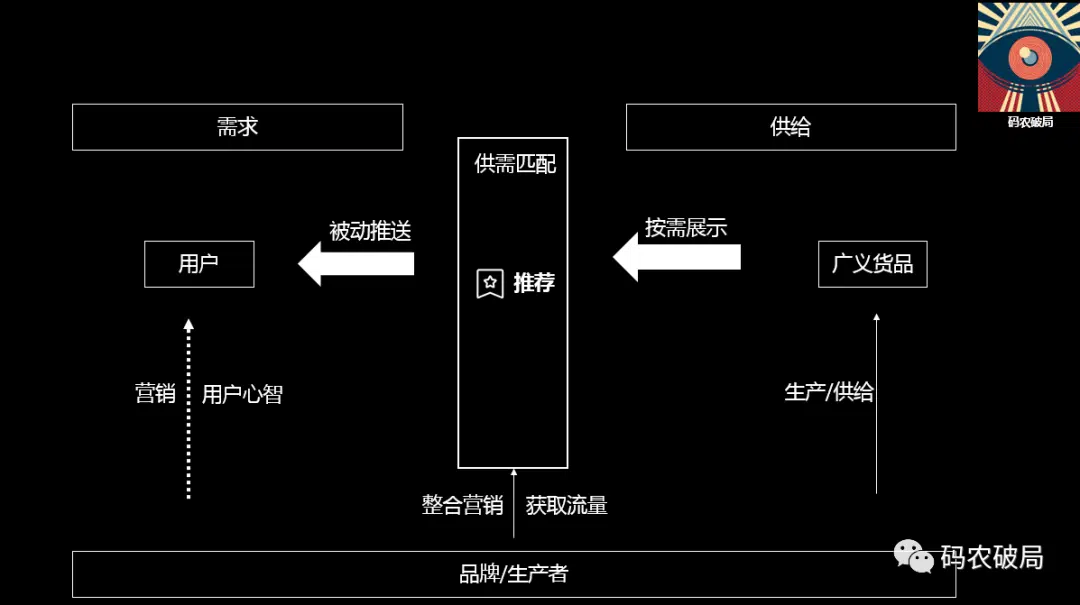 码农破局
需求
供给
供需匹配
被动推送
按需展示
用户
推荐
广义货品
营销
用户心智
生产/供给
整合营销
获取流量
品牌/生产者
码农破局